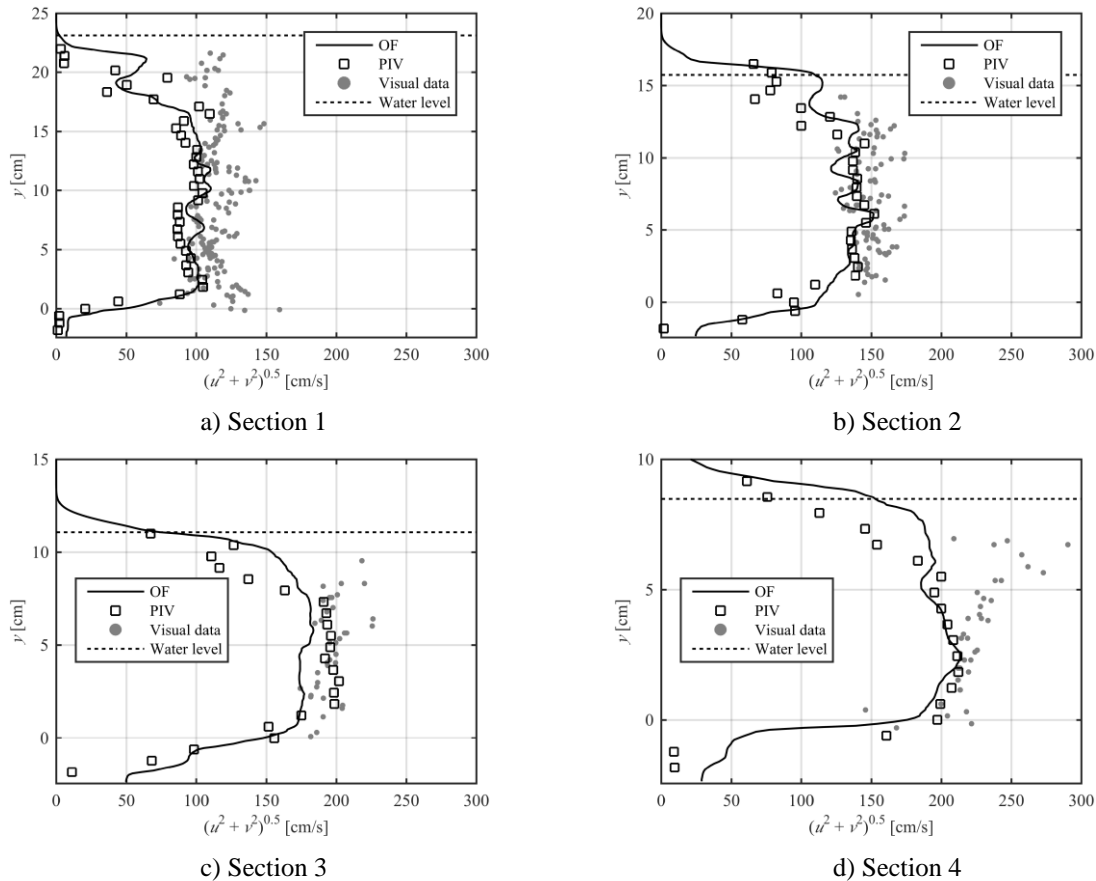 25
20
15
10
5
0
y [cm]
OF
PIV
Visual data
Water level
0 50 100 150 200 250 300
(u² + v²)^0.5 [cm/s]
a) Section 1
20
15
10
5
0
y [cm]
OF
PIV
Visual data
Water level
0 50 100 150 200 250 300
(u² + v²)^0.5 [cm/s]
b) Section 2
15
10
5
0
y [cm]
OF
PIV
Visual data
Water level
0 50 100 150 200 250 300
(u² + v²)^0.5 [cm/s]
c) Section 3
10
5
0
y [cm]
OF
PIV
Visual data
Water level
0 50 100 150 200 250 300
(u² + v²)^0.5 [cm/s]
d) Section 4